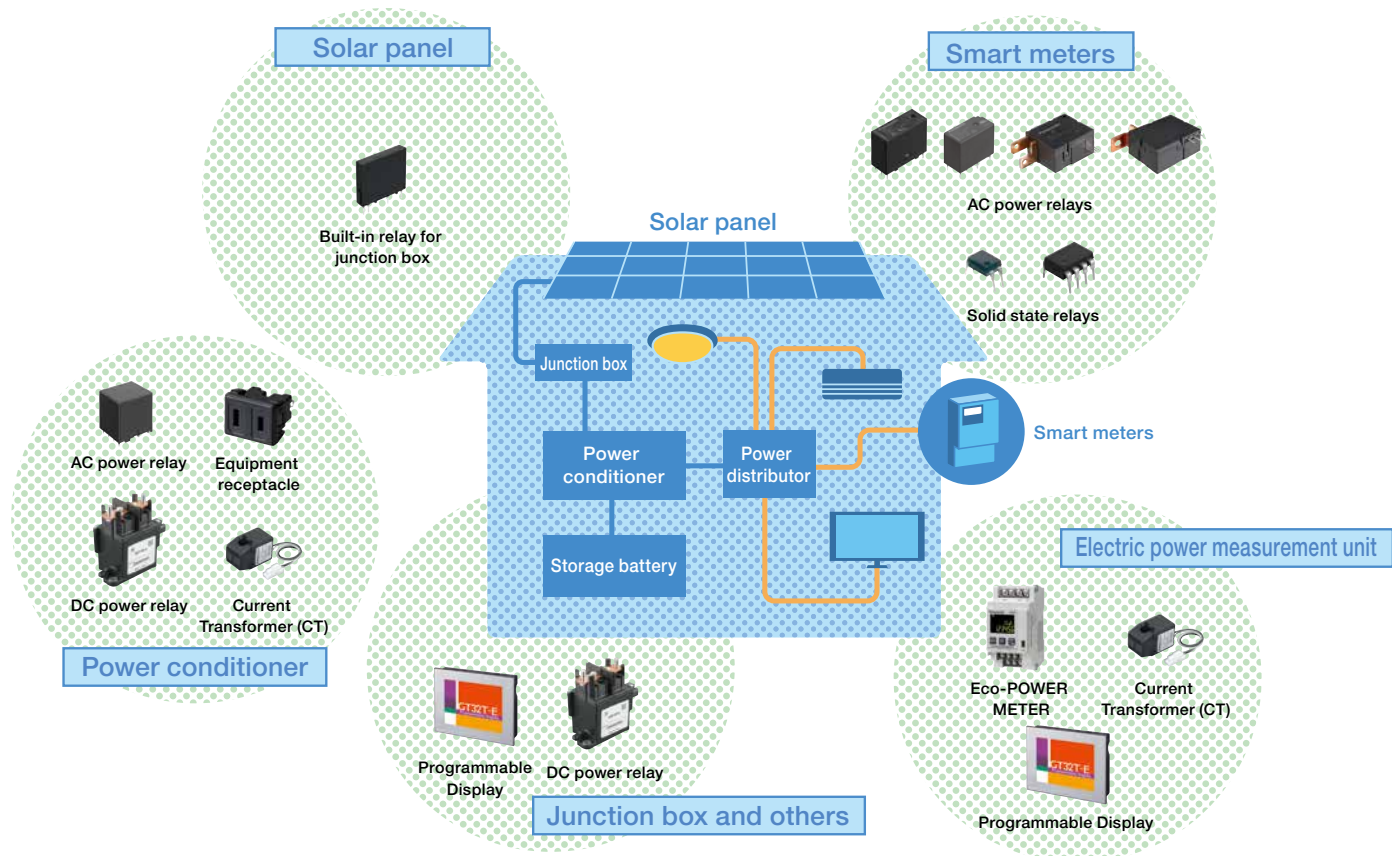 Solar panel
Built-in relay for
junction box
Smart meters
AC power relays
Solid state relays
Solar panel
Junction box
Power
conditioner
Power
distributor
Storage battery
Smart meters
AC power relay
Equipment
receptacle
DC power relay
Current
Transformer (CT)
Power conditioner
GT32T-E
Programmable
Display
DC power relay
Junction box and others
Electric power measurement unit
Eco-POWER
METER
Current
Transformer (CT)
GT32T-E
Programmable Display